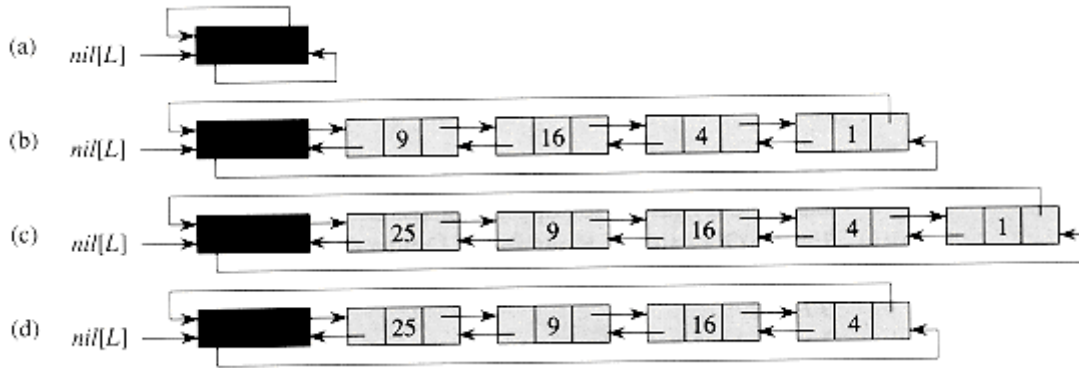 (a) nil[L]
(b) nil[L] 9 16 4 1
(c) nil[L] 25 9 16 4 1
(d) nil[L] 25 9 16 4